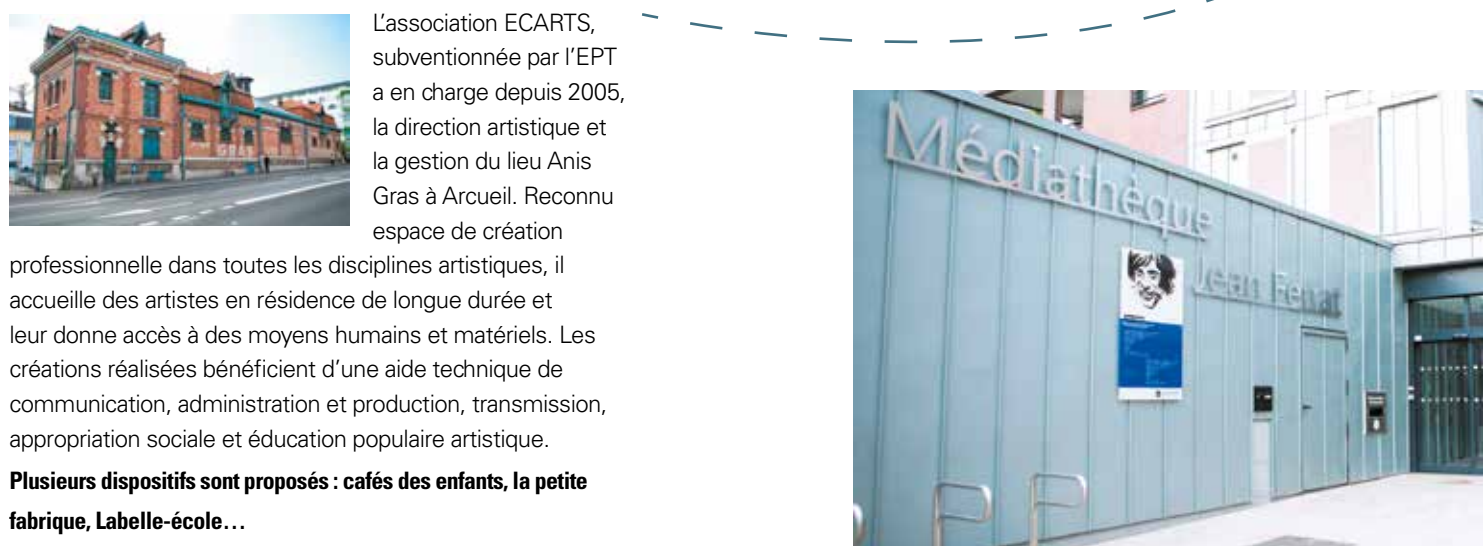 L’association ECARTS,
subventionnée par l’EPT
a en charge depuis 2005,
la direction artistique et
la gestion du lieu Anis
Gras à Arcueil. Reconnu
espace de création
professionnelle dans toutes les disciplines artistiques, il
accueille des artistes en résidence de longue durée et
leur donne accès à des moyens humains et matériels. Les
créations réalisées bénéficient d’une aide technique de
communication, administration et production, transmission,
appropriation sociale et éducation populaire artistique.
Plusieurs dispositifs sont proposés : cafés des enfants, la petite
fabrique, Labelle-école…
GRAS
Médiathèque
Jean Ferrat